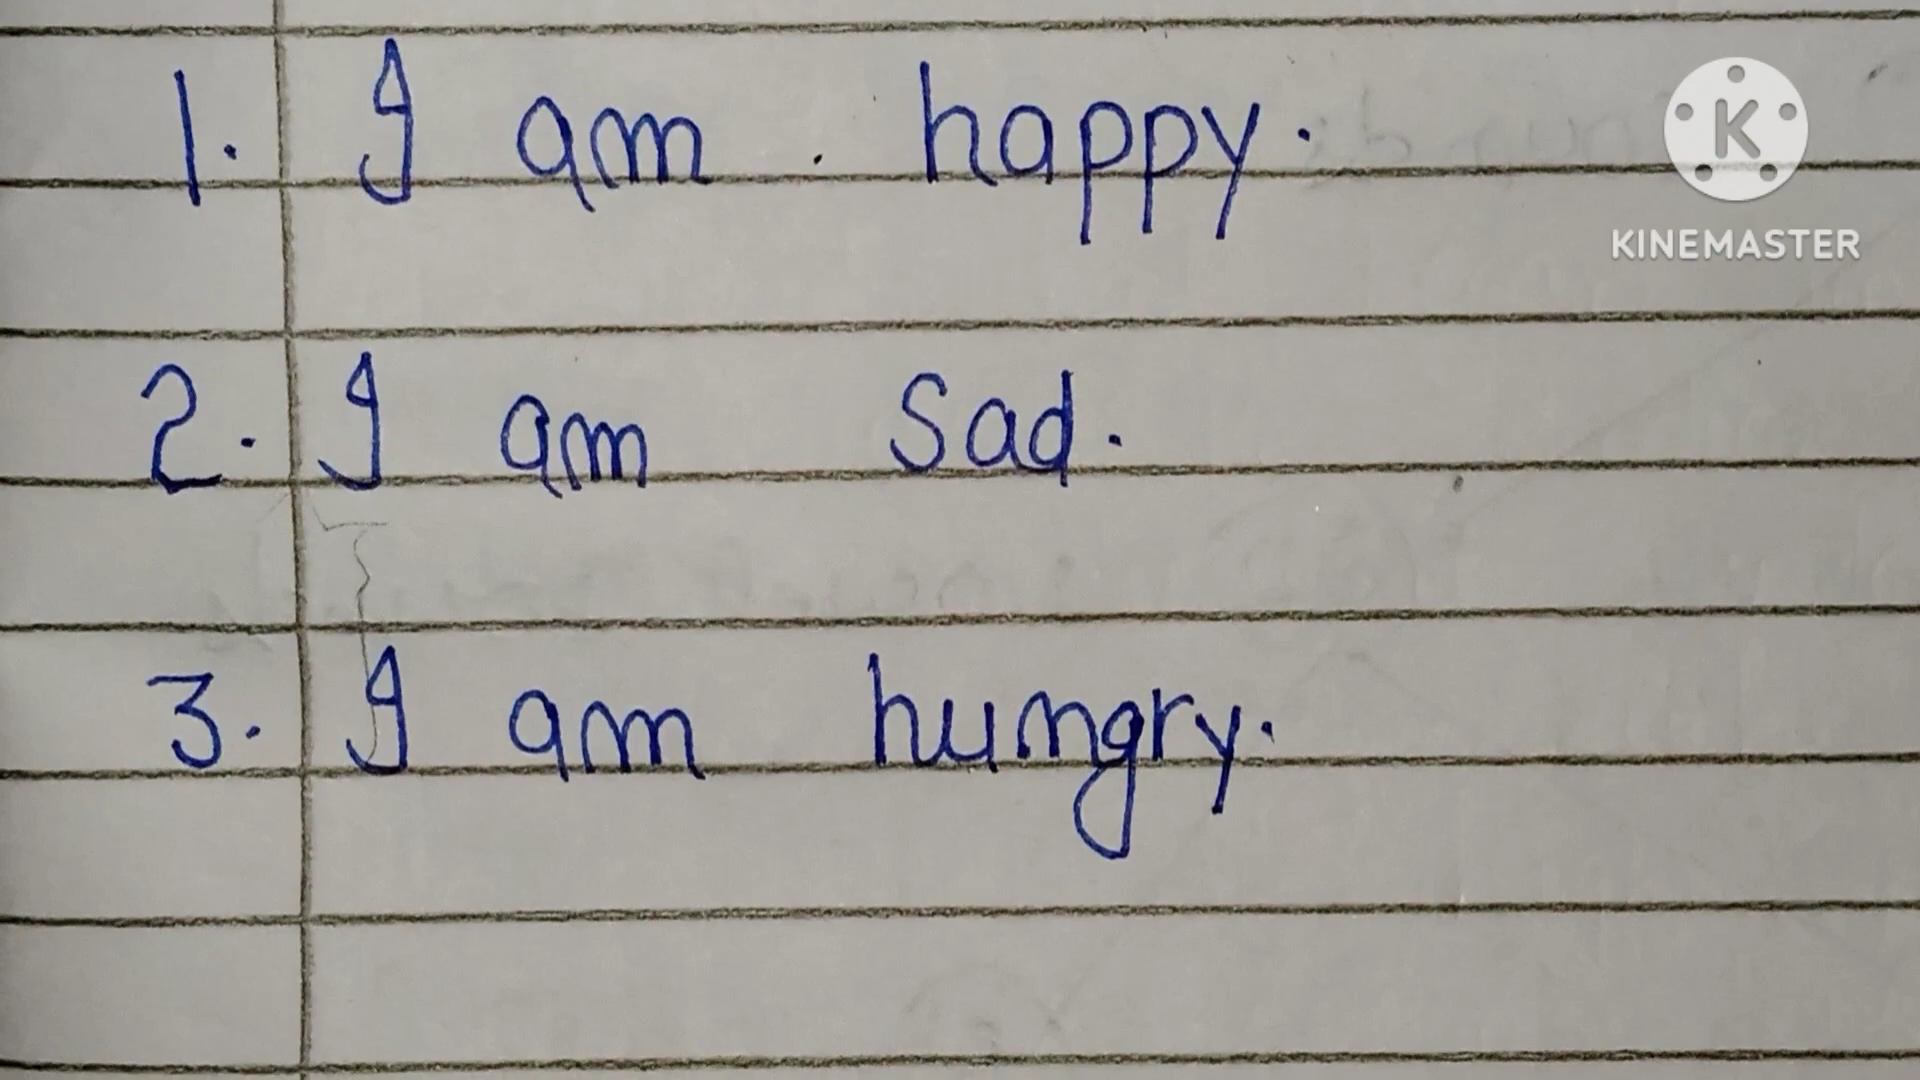 1. I am . happy.
K
KINEMASTER
2. I am sad.
3. I am hungry.